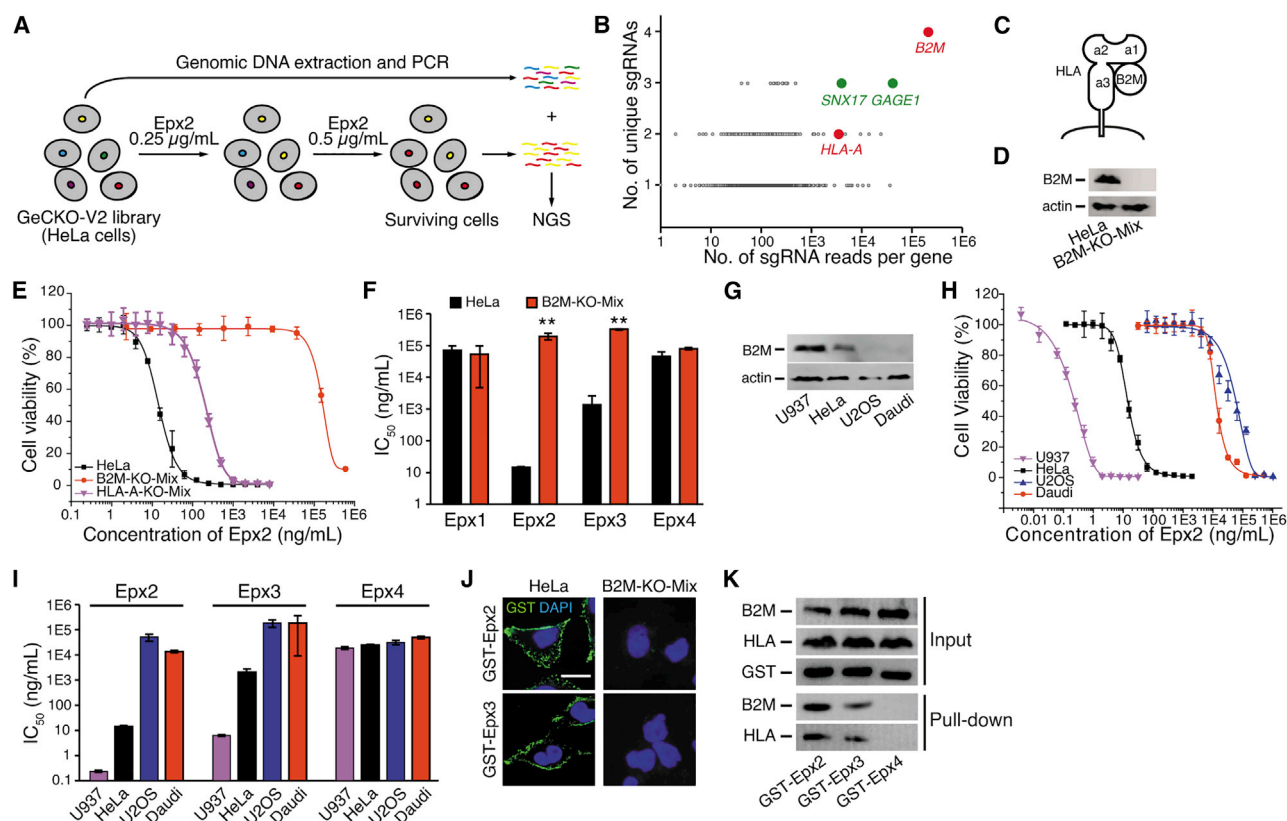 A
Genomic DNA extraction and PCR
Epx2
0.25 µg/mL
Epx2
0.5 µg/mL
+
GeCKO-V2 library
(HeLa cells)
Surviving cells
NGS
B
No. of unique sgRNAs
4
3
2
1
B2M
SNX17 GAGE1
HLA-A
1
10
100
1E3
1E4
1E5
1E6
No. of sgRNA reads per gene
C
HLA
a2
a1
a3
B2M
D
B2M
actin
HeLa
B2M-KO-Mix
E
Cell viability (%)
120
100
80
60
40
20
0
HeLa
B2M-KO-Mix
HLA-A-KO-Mix
0.1
1
10
100
1E3
1E4
1E5
1E6
Concentration of Epx2 (ng/mL)
F
HeLa
B2M-KO-Mix
IC50 (ng/mL)
1E6
1E5
1E4
1E3
100
10
1
**
**
Epx1
Epx2
Epx3
Epx4
G
B2M
actin
U937
HeLa
U2OS
Daudi
H
Cell Viability (%)
120
100
80
60
40
20
0
U937
HeLa
U2OS
Daudi
0.01
0.1
1
10
100
1E3
1E4
1E5
1E6
Concentration of Epx2 (ng/mL)
I
Epx2
Epx3
Epx4
IC50 (ng/mL)
1E6
1E5
1E4
1E3
100
10
1
0.1
U937
HeLa
U2OS
Daudi
U937
HeLa
U2OS
Daudi
U937
HeLa
U2OS
Daudi
J
HeLa
B2M-KO-Mix
GST DAPI
GST-Epx2
GST-Epx3
K
B2M
HLA
GST
Input
B2M
HLA
Pull-down
GST-Epx2
GST-Epx3
GST-Epx4